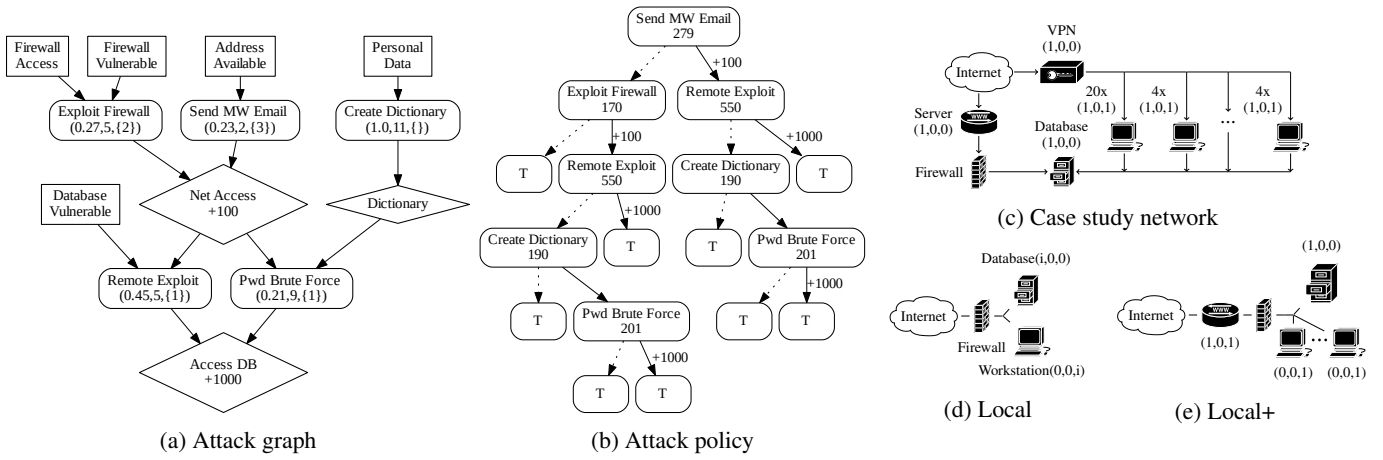 Firewall
Access
Firewall
Vulnerable
Address
Available
Personal
Data
Exploit Firewall
(0.27,5,{2})
Send MW Email
(0.23,2,{3})
Create Dictionary
(1.0,11,{})
Database
Vulnerable
Net Access
+100
Dictionary
Remote Exploit
(0.45,5,{1})
Pwd Brute Force
(0.21,9,{1})
Access DB
+1000
(a) Attack graph
Send MW Email
279
+100
Exploit Firewall
170
Remote Exploit
550
+100
+1000
T
Remote Exploit
550
Create Dictionary
190
T
+1000
Create Dictionary
190
T
T
Pwd Brute Force
201
+1000
T
Pwd Brute Force
201
T
T
+1000
T
T
(b) Attack policy
VPN
(1,0,0)
Internet
20x
(1,0,1)
4x
(1,0,1)
4x
(1,0,1)
...
Server
(1,0,0)
WWW
Database
(1,0,0)
Firewall
(c) Case study network
Database(i,0,0)
Internet
Firewall
Workstation(0,0,i)
(d) Local
(1,0,0)
Internet
WWW
(1,0,1)
...
(0,0,1)
(0,0,1)
(e) Local+